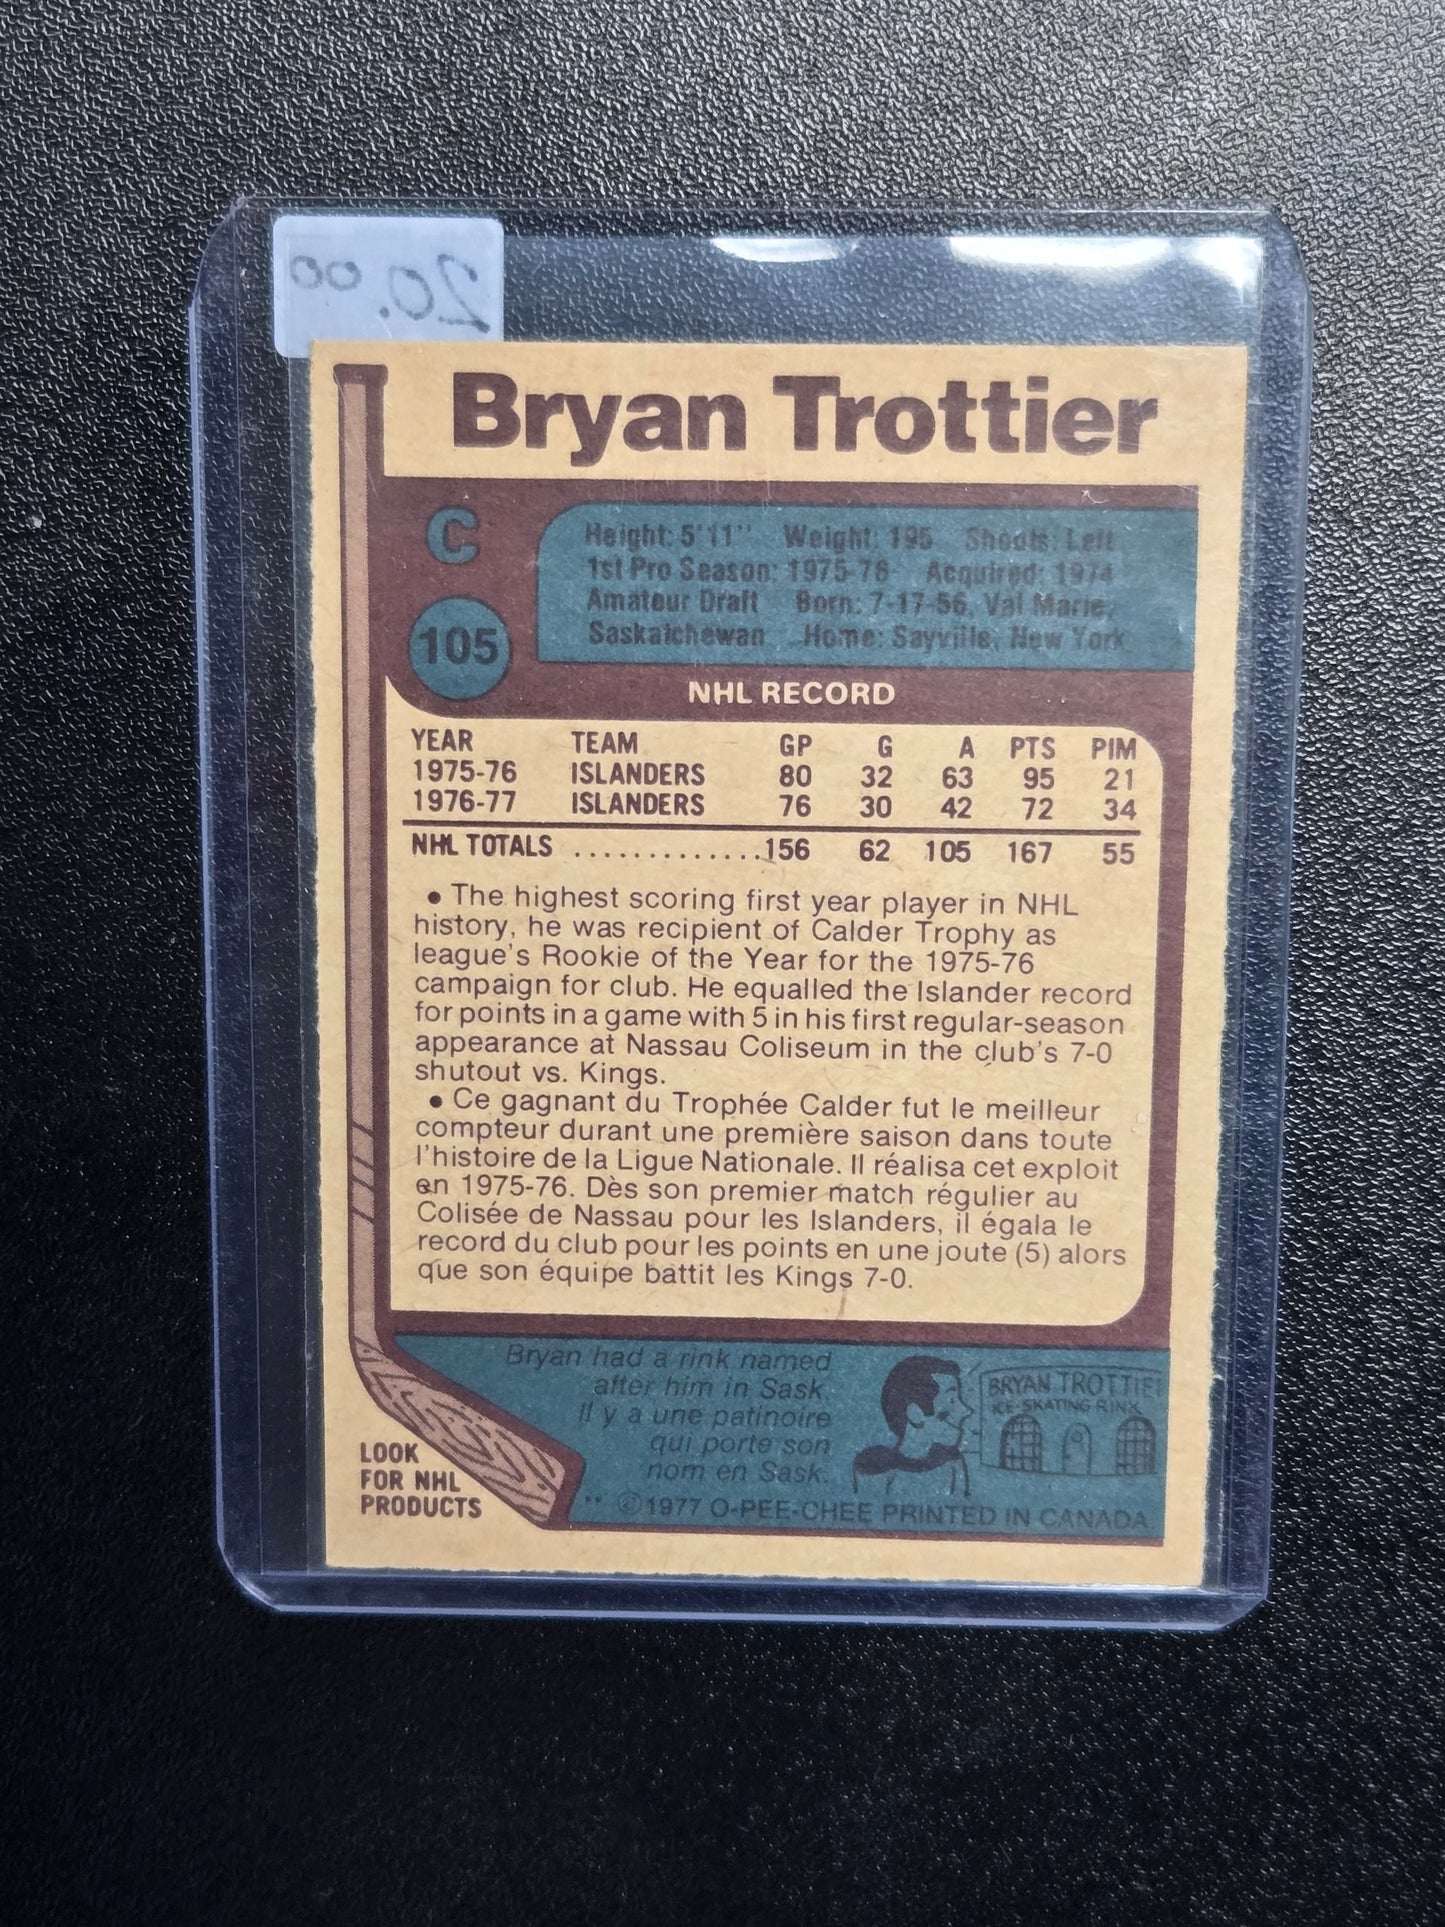 20.00
Bryan Trottier
C
105
Height: 5'11" Weight: 195 Shoots: Left
1st Pro Season: 1975-76 Acquired: 1974
Amateur Draft Born: 7-17-56, Val Marie,
Saskatchewan Home: Sayville, New York
NHL RECORD
YEAR TEAM GP G A PTS PIM
1975-76 ISLANDERS 80 32 63 95 21
1976-77 ISLANDERS 76 30 42 72 34
NHL TOTALS .............156 62 105 167 55
• The highest scoring first year player in NHL
history, he was recipient of Calder Trophy as
league's Rookie of the Year for the 1975-76
campaign for club. He equalled the Islander record
for points in a game with 5 in his first regular-season
appearance at Nassau Coliseum in the club's 7-0
shutout vs. Kings.
• Ce gagnant du Trophée Calder fut le meilleur
compteur durant une première saison dans toute
l'histoire de la Ligue Nationale. Il réalisa cet exploit
en 1975-76. Dès son premier match régulier au
Colisée de Nassau pour les Islanders, il égala le
record du club pour les points en une joute (5) alors
que son équipe battit les Kings 7-0.
Bryan had a rink named
after him in Sask.
Il y a une patinoire
qui porte son
nom en Sask.
BRYAN TROTTIER
ICE-SKATING RINK
LOOK
FOR NHL
PRODUCTS
** ©1977 O-PEE-CHEE PRINTED IN CANADA